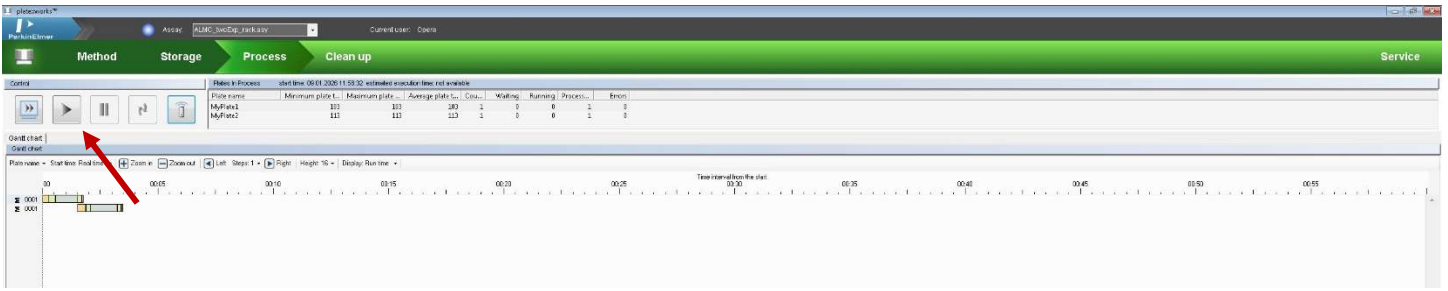 plateworks™
PerkinElmer
Assay: ALMC_twoExp_rack.asy
Current user: Opera
Method Storage Process Clean up Service
Control
Plates In Process start time: 09.01.2026 11:59:32 estimated execution time: not available
Plate name Minimum plate t... Maximum plate ... Average plate t... Cou... Waiting Running Process... Errors
MyPlate1 103 103 103 1 0 0 1 0
MyPlate2 113 113 113 1 0 0 1 0
Gantt chart
Gantt chart
Plate name Start time: Real time Zoom in Zoom out Left Steps: 1 Right Height: 16 Display: Run time
Time interval from the start
00 00:05 00:10 00:15 00:20 00:25 00:30 00:35 00:40 00:45 00:50 00:55
M 0001
M 0001